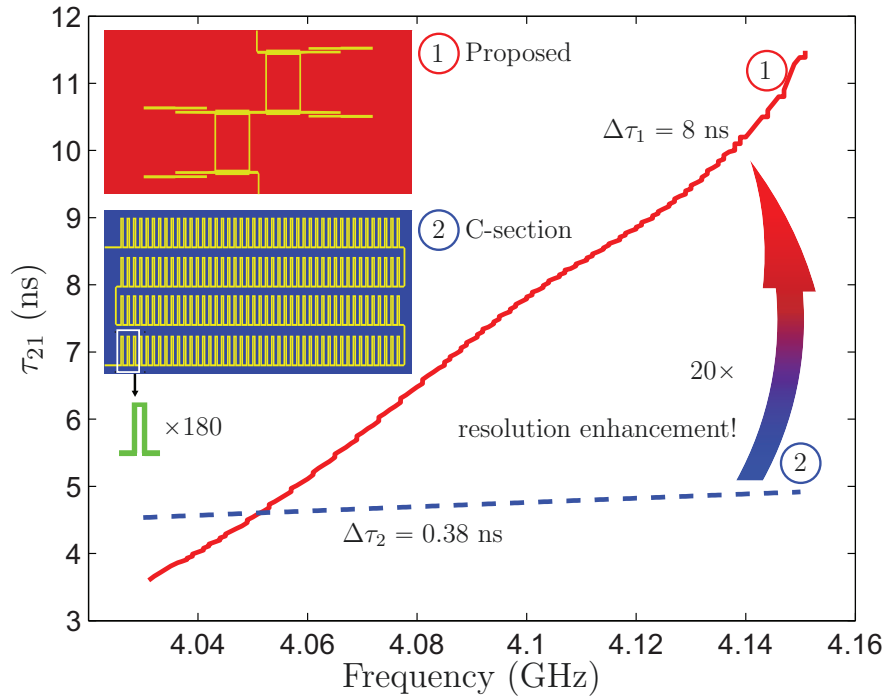 12
11
10
9
8
7
6
5
4
3
τ21 (ns)
1 Proposed
2 C-section
×180
1
Δτ1 = 8 ns
20×
resolution enhancement!
2
Δτ2 = 0.38 ns
4.04 4.06 4.08 4.1 4.12 4.14 4.16
Frequency (GHz)